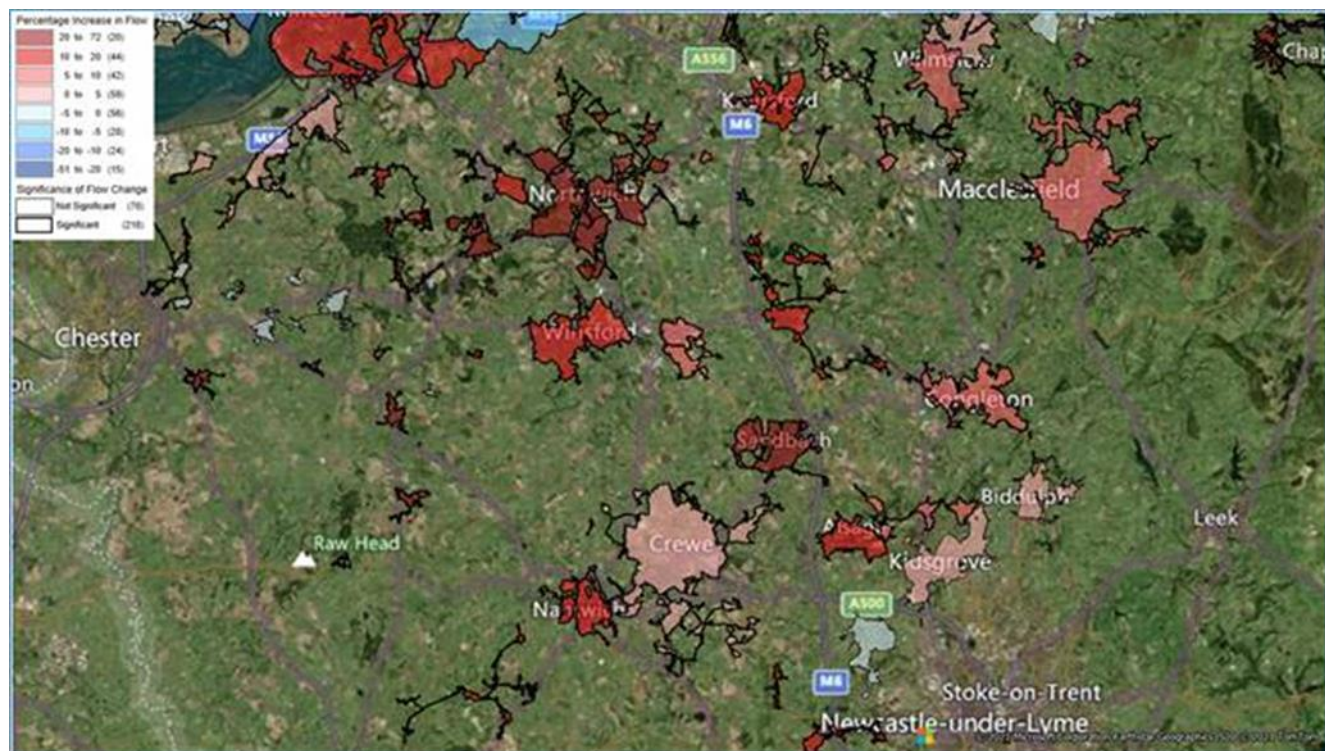 Percentage Increase in Flow
20 to 72 (20)
10 to 20 (44)
5 to 10 (42)
0 to 5 (58)
-5 to 0 (56)
-10 to -5 (20)
-20 to -10 (24)
-51 to -20 (15)
Significance of Flow Change
Not Significant (76)
Significant (218)
A556
Wilmslow
Knutsford
M6
Northwich
Macclesfield
Chester
Winsford
Congleton
Sandbach
Biddulph
Leek
Raw Head
Crewe
Alsager
Kidsgrove
Nantwich
A500
M6
Stoke-on-Trent
Newcastle-under-Lyme